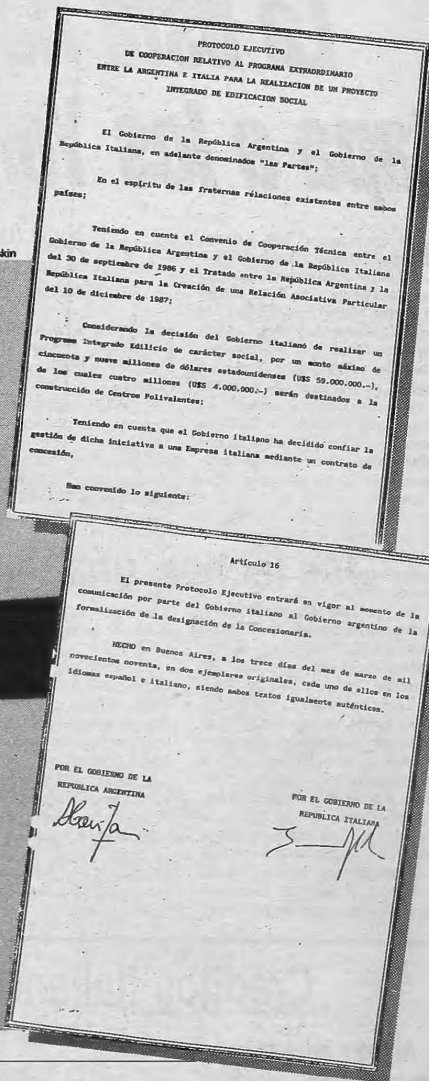 PROTOCOLO EJECUTIVO
DE COOPERACION RELATIVO AL PROGRAMA EXTRAORDINARIO
ENTRE LA ARGENTINA E ITALIA PARA LA REALIZACION DE UN PROYECTO
INTEGRADO DE EDIFICACION SOCIAL
El Gobierno de la República Argentina y el Gobierno de la
República Italiana, en adelante denominados "las Partes";
En el espíritu de las fraternas relaciones existentes entre ambos
países;
Teniendo en cuenta el Convenio de Cooperación Técnica entre el
Gobierno de la República Argentina y el Gobierno de la República Italiana
del 30 de septiembre de 1986 y el Tratado entre la República Argentina y la
República Italiana para la Creación de una Relación Asociativa Particular
del 10 de diciembre de 1987;
Considerando la decisión del Gobierno italiano de realizar un
Programa Integrado Edilicio de carácter social, por un monto máximo de
cincuenta y nueve millones de dólares estadounidenses (U$S 59.000.000.-),
de los cuales cuatro millones (U$S 4.000.000.-) serán destinados a la
construcción de Centros Polivalentes;
Teniendo en cuenta que el Gobierno italiano ha decidido confiar la
gestión de dicha iniciativa a una Empresa italiana mediante un contrato de
concesión,
Han convenido lo siguiente:
Artículo 16
El presente Protocolo Ejecutivo entrará en vigor al momento de la
comunicación por parte del Gobierno italiano al Gobierno argentino de la
formalización de la designación de la Concesionaria.
HECHO en Buenos Aires, a los trece días del mes de marzo de mil
novecientos noventa, en dos ejemplares originales, cada uno de ellos en los
idiomas español e italiano, siendo ambos textos igualmente auténticos.
POR EL GOBIERNO DE LA
REPUBLICA ARGENTINA
POR EL GOBIERNO DE LA
REPUBLICA ITALIANA